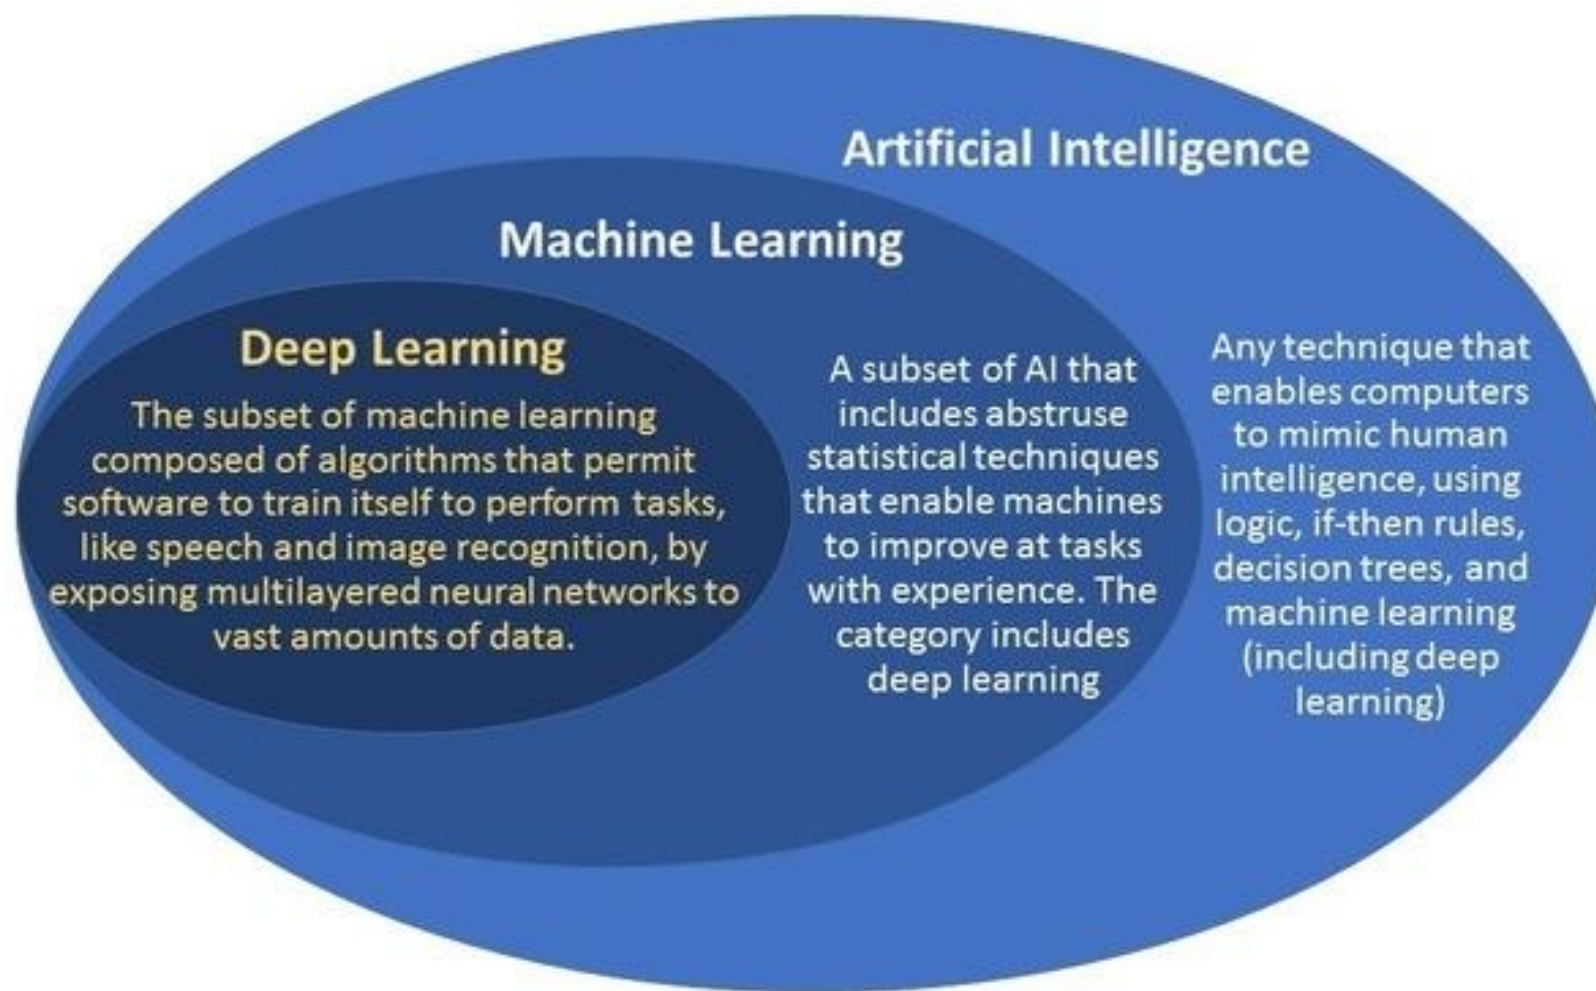 Artificial Intelligence
Machine Learning
Deep Learning
The subset of machine learning
composed of algorithms that permit
software to train itself to perform tasks,
like speech and image recognition, by
exposing multilayered neural networks to
vast amounts of data.
A subset of AI that
includes abstruse
statistical techniques
that enable machines
to improve at tasks
with experience. The
category includes
deep learning
Any technique that
enables computers
to mimic human
intelligence, using
logic, if-then rules,
decision trees, and
machine learning
(including deep
learning)